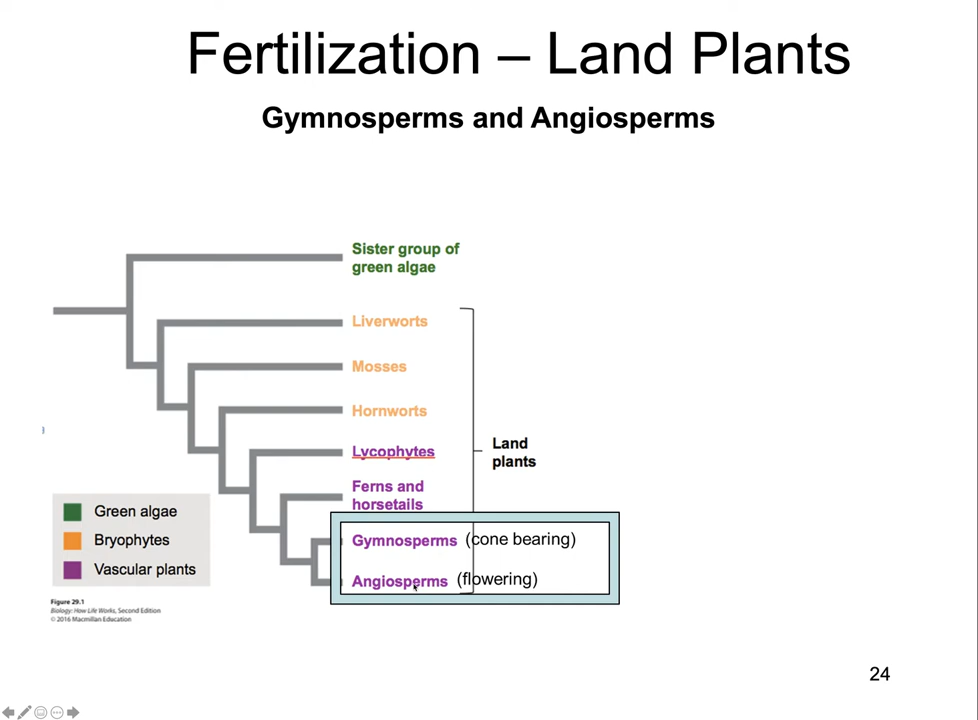 Fertilization – Land Plants
Gymnosperms and Angiosperms
Sister group of
green algae
Liverworts
Mosses
Hornworts
Lycophytes
Ferns and
horsetails
Gymnosperms (cone bearing)
Angiosperms (flowering)
Land
plants
Green algae
Bryophytes
Vascular plants
Figure 29.1
Biology: How Life Works, Second Edition
© 2016 Macmillan Education
24